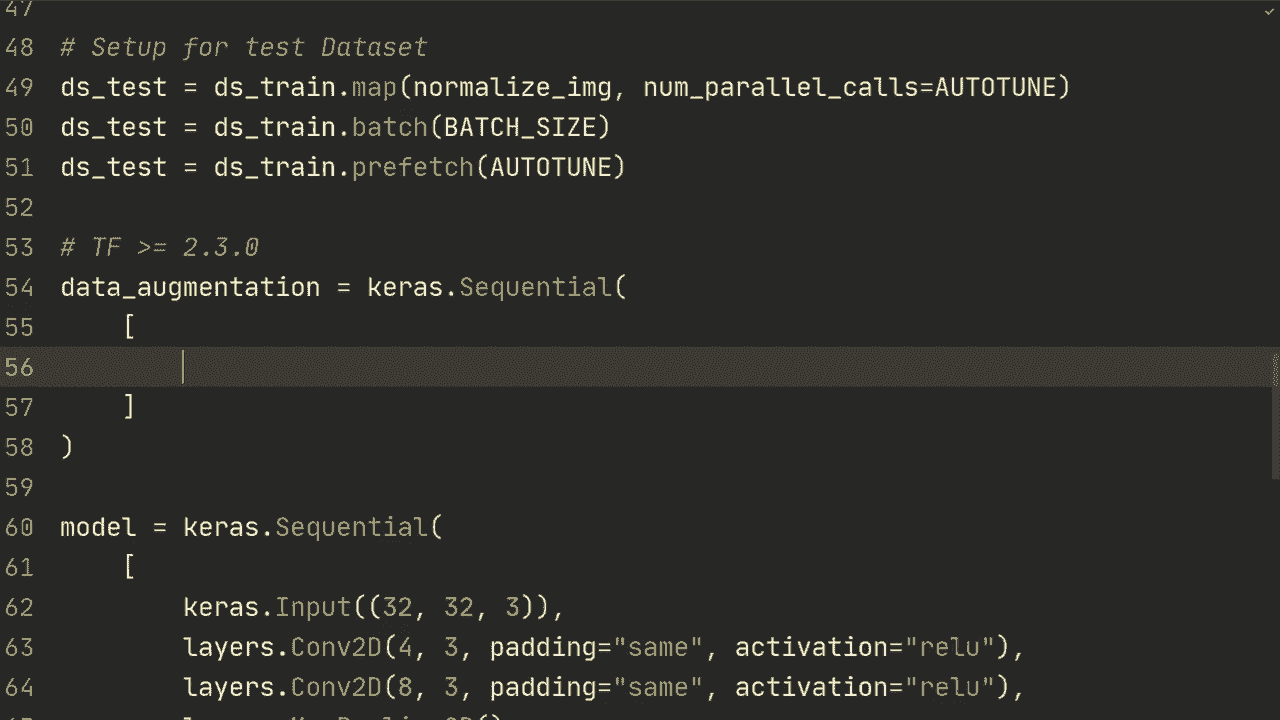 47
48 # Setup for test Dataset
49 ds_test = ds_train.map(normalize_img, num_parallel_calls=AUTOTUNE)
50 ds_test = ds_train.batch(BATCH_SIZE)
51 ds_test = ds_train.prefetch(AUTOTUNE)
52
53 # TF >= 2.3.0
54 data_augmentation = keras.Sequential(
55     [
56
57     ]
58 )
59
60 model = keras.Sequential(
61     [
62         keras.Input((32, 32, 3)),
63         layers.Conv2D(4, 3, padding="same", activation="relu"),
64         layers.Conv2D(8, 3, padding="same", activation="relu"),